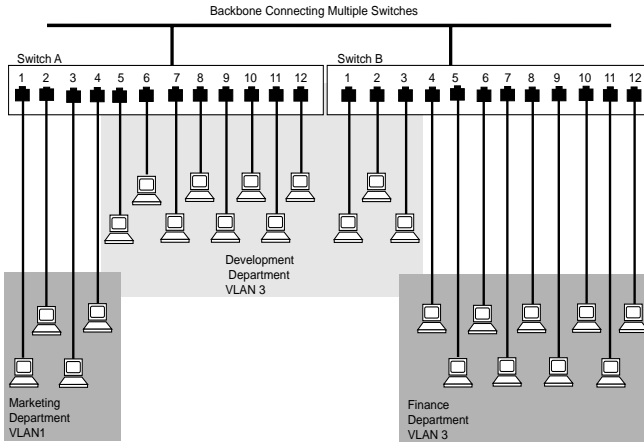 Backbone Connecting Multiple Switches
Switch A
Switch B
1 2 3 4 5 6 7 8 9 10 11 12
1 2 3 4 5 6 7 8 9 10 11 12
Development
Department
VLAN 3
Marketing
Department
VLAN1
Finance
Department
VLAN 3